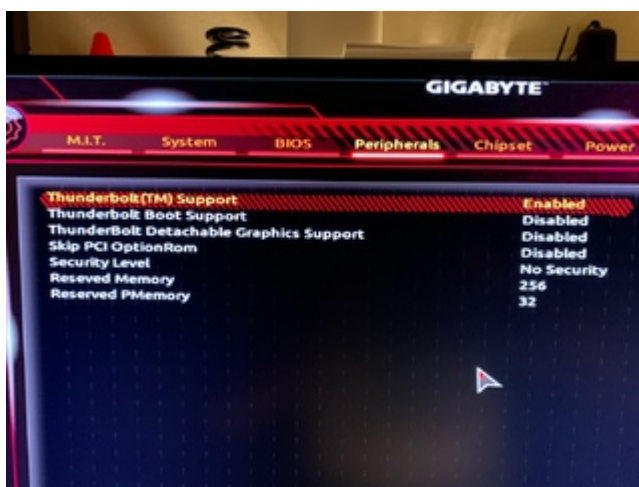 GIGABYTE™
M.I.T. System BIOS Peripherals Chipset Power
Thunderbolt(TM) Support Enabled
Thunderbolt Boot Support Disabled
ThunderBolt Detachable Graphics Support Disabled
Skip PCI OptionRom Disabled
Security Level No Security
Reseved Memory 256
Reserved PMemory 32